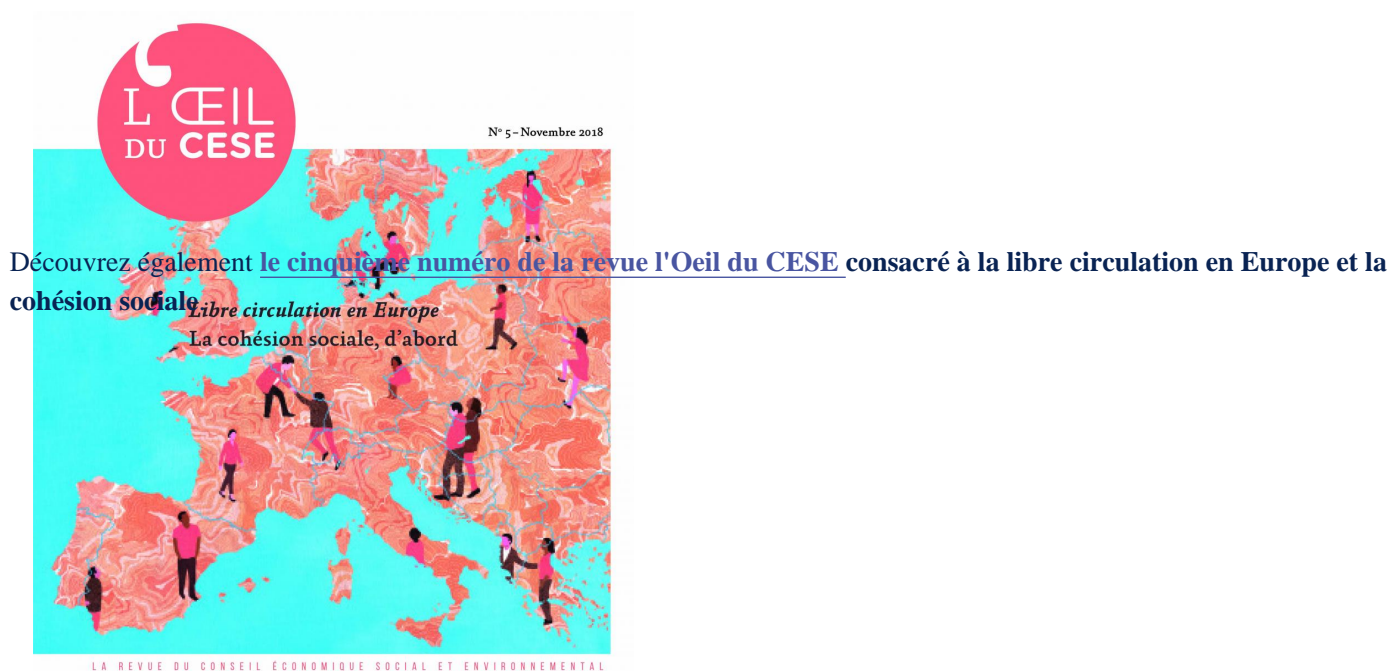 L'ŒIL
DU CESE
Nº 5 – Novembre 2018
Découvrez également le cinquième numéro de la revue l'Oeil du CESE consacré à la libre circulation en Europe et la
cohésion sociale
Libre circulation en Europe
La cohésion sociale, d'abord
LA REVUE DU CONSEIL ÉCONOMIQUE SOCIAL ET ENVIRONNEMENTAL